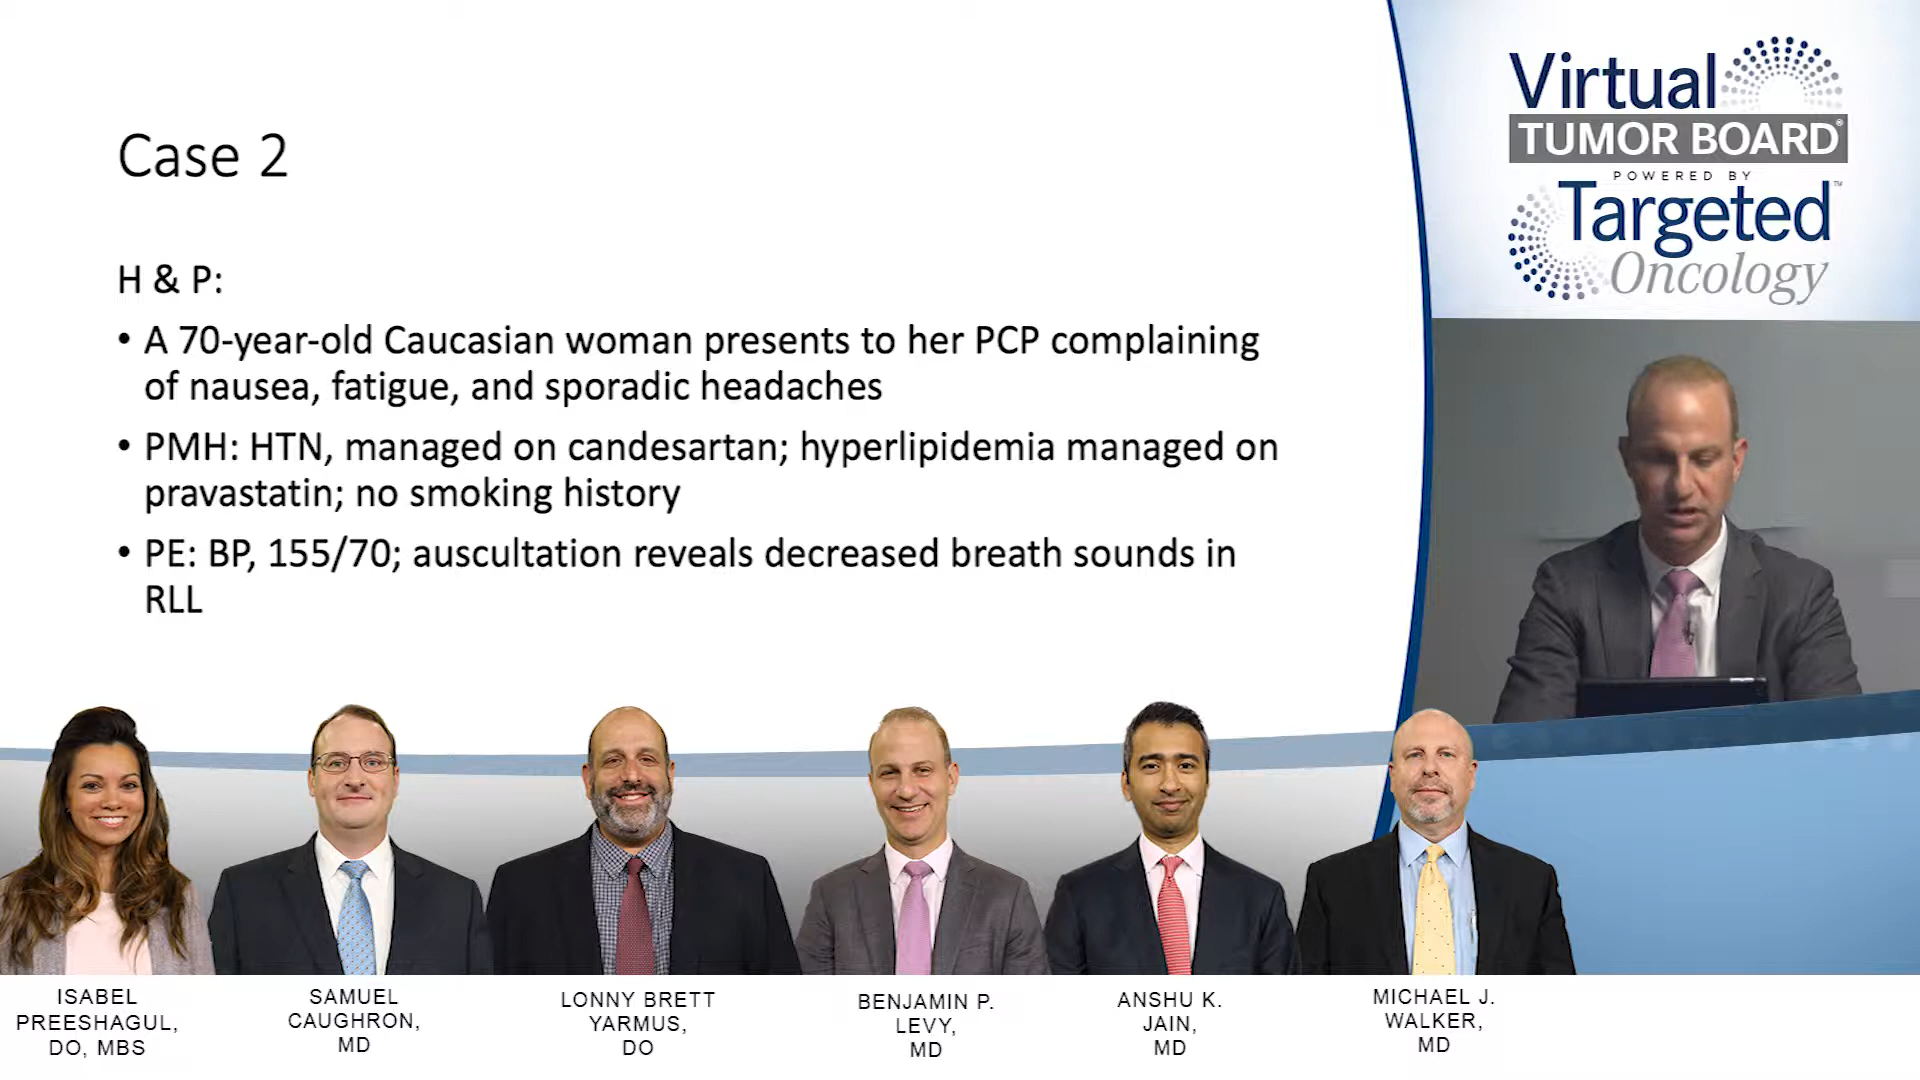 Case 2
H & P:
• A 70-year-old Caucasian woman presents to her PCP complaining
of nausea, fatigue, and sporadic headaches
• PMH: HTN, managed on candesartan; hyperlipidemia managed on
pravastatin; no smoking history
• PE: BP, 155/70; auscultation reveals decreased breath sounds in
RLL
Virtual
TUMOR BOARD®
POWERED BY
Targeted™
Oncology
ISABEL
PREESHAGUL,
DO, MBS
SAMUEL
CAUGHRON,
MD
LONNY BRETT
YARMUS,
DO
BENJAMIN P.
LEVY,
MD
ANSHU K.
JAIN,
MD
MICHAEL J.
WALKER,
MD